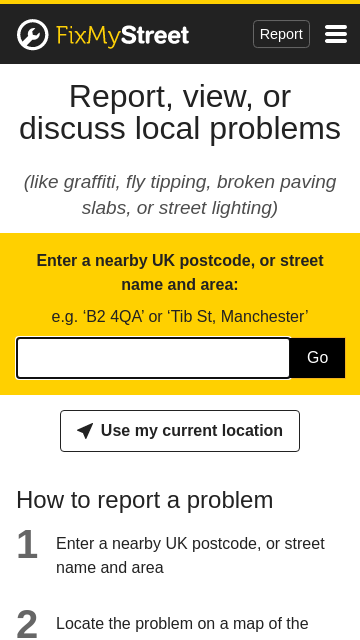 FixMyStreet
Report
Report, view, or
discuss local problems
(like graffiti, fly tipping, broken paving
slabs, or street lighting)
Enter a nearby UK postcode, or street
name and area:
e.g. ‘B2 4QA’ or ‘Tib St, Manchester’
Go
Use my current location
How to report a problem
1 Enter a nearby UK postcode, or street
name and area
2 Locate the problem on a map of the